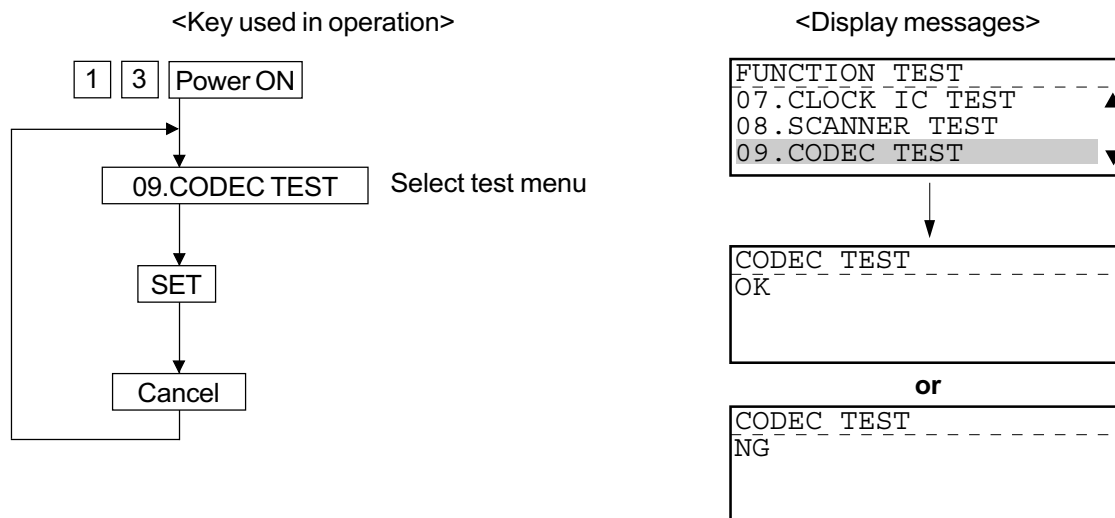 <Key used in operation>
1 3 Power ON
09.CODEC TEST Select test menu
SET
Cancel
<Display messages>
FUNCTION TEST
07.CLOCK IC TEST ▲
08.SCANNER TEST
09.CODEC TEST ▼
CODEC TEST
OK
or
CODEC TEST
NG